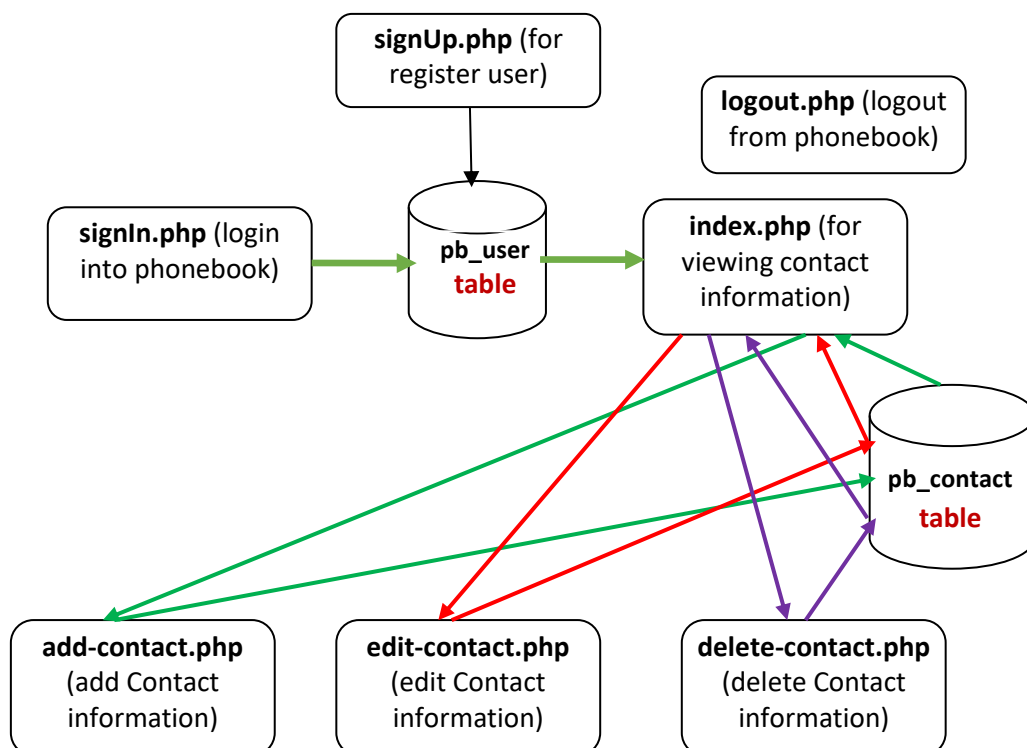 signUp.php (for
register user)
logout.php (logout
from phonebook)
signIn.php (login
into phonebook)
pb_user
table
index.php (for
viewing contact
information)
pb_contact
table
add-contact.php
(add Contact
information)
edit-contact.php
(edit Contact
information)
delete-contact.php
(delete Contact
information)